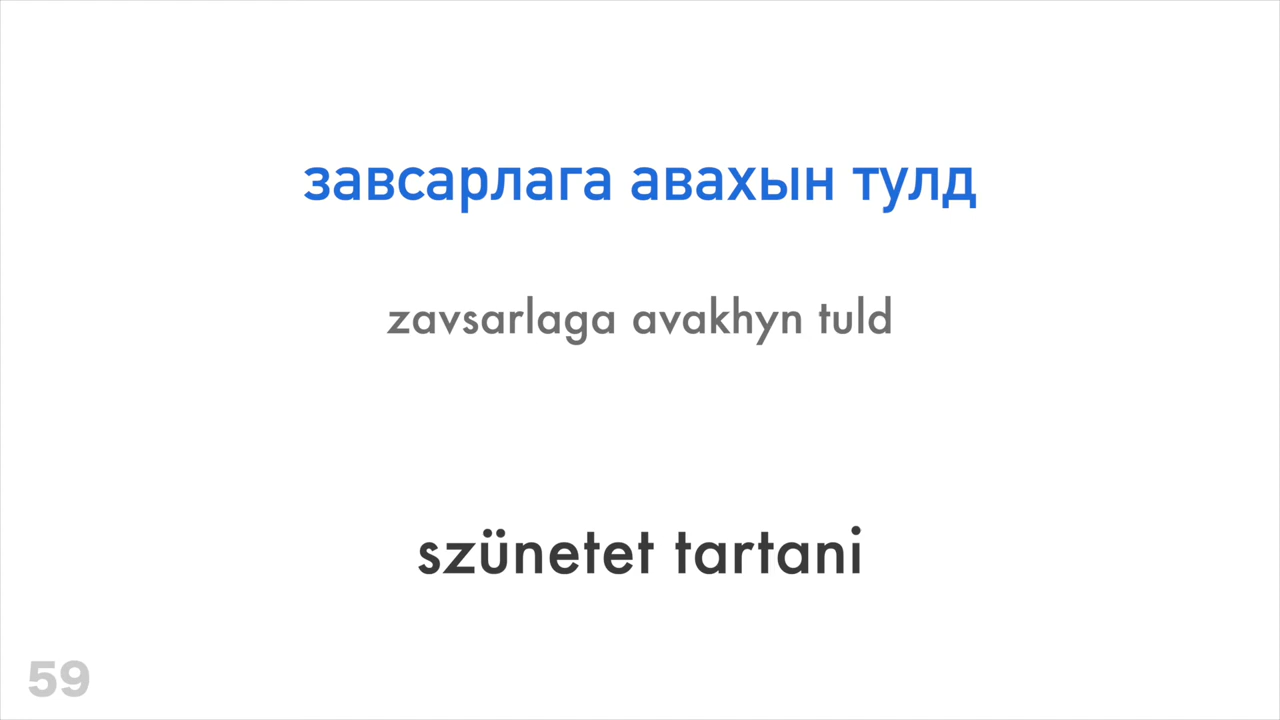 завсарлага авахын тулд
zavsarlaga avakhyn tuld
szünetet tartani
59